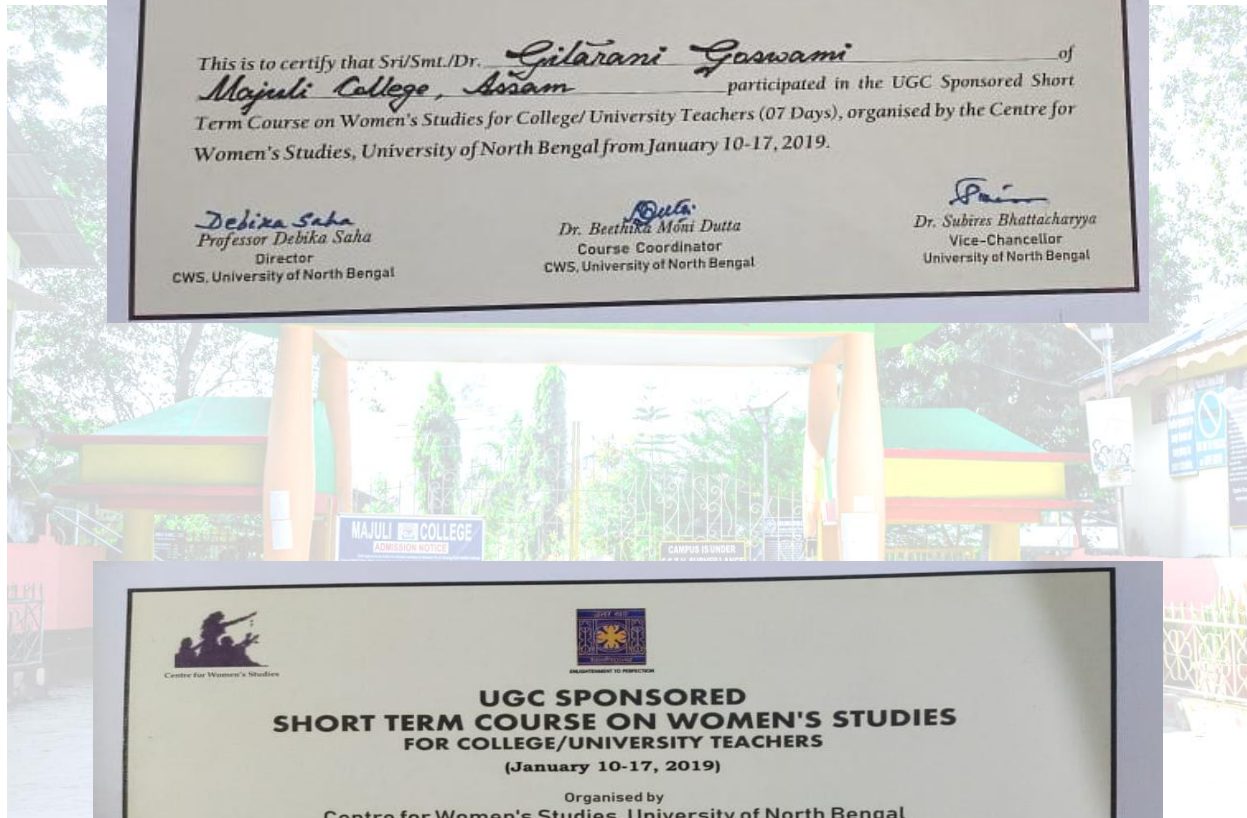 This is to certify that Sri/Smt./Dr. Gitārani Goswami of
Majuli College, Assam participated in the UGC Sponsored Short
Term Course on Women's Studies for College/ University Teachers (07 Days), organised by the Centre for
Women's Studies, University of North Bengal from January 10-17, 2019.
Debika Saha
Professor Debika Saha
Director
CWS, University of North Bengal
Dutta
Dr. Beethika Moni Dutta
Course Coordinator
CWS, University of North Bengal
Dr. Subires Bhattacharyya
Vice-Chancellor
University of North Bengal
MAJULI COLLEGE
ADMISSION NOTICE
CAMPUS IS UNDER
Centre for Women's Studies
ENLIGHTENMENT TO PERFECTION
UGC SPONSORED
SHORT TERM COURSE ON WOMEN'S STUDIES
FOR COLLEGE/UNIVERSITY TEACHERS
(January 10-17, 2019)
Organised by
Centre for Women's Studies, University of North Bengal